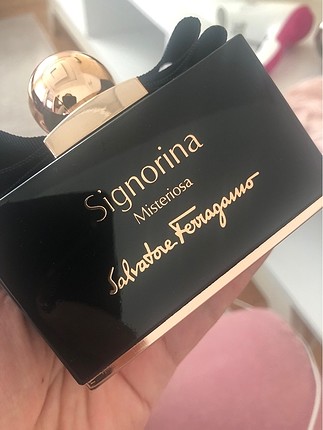 Signorina
Misteriosa
Salvatore Ferragamo